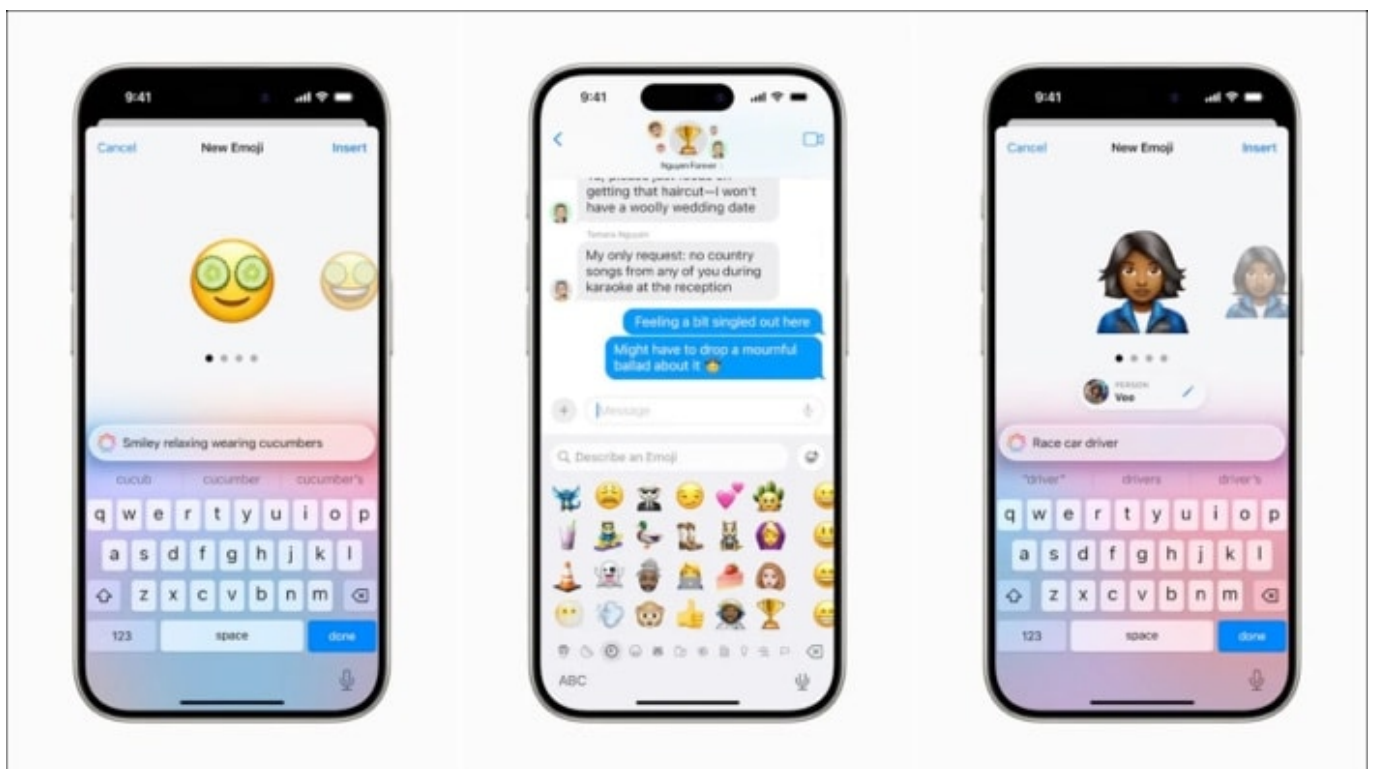 9:41
Cancel New Emoji Insert
Smiley relaxing wearing cucumbers
cucub cucumber cucumber's
q w e r t y u i o p
a s d f g h j k l
z x c v b n m
123 space done
9:41
Nguyen Forever
getting that haircut—I won't
have a woolly wedding date
Tamara Nguyen
My only request: no country
songs from any of you during
karaoke at the reception
Feeling a bit singled out here
Might have to drop a mournful
ballad about it
Message
Describe an Emoji
ABC
9:41
Cancel New Emoji Insert
PERSON
Vee
Race car driver
"driver" drivers driver's
q w e r t y u i o p
a s d f g h j k l
z x c v b n m
123 space done